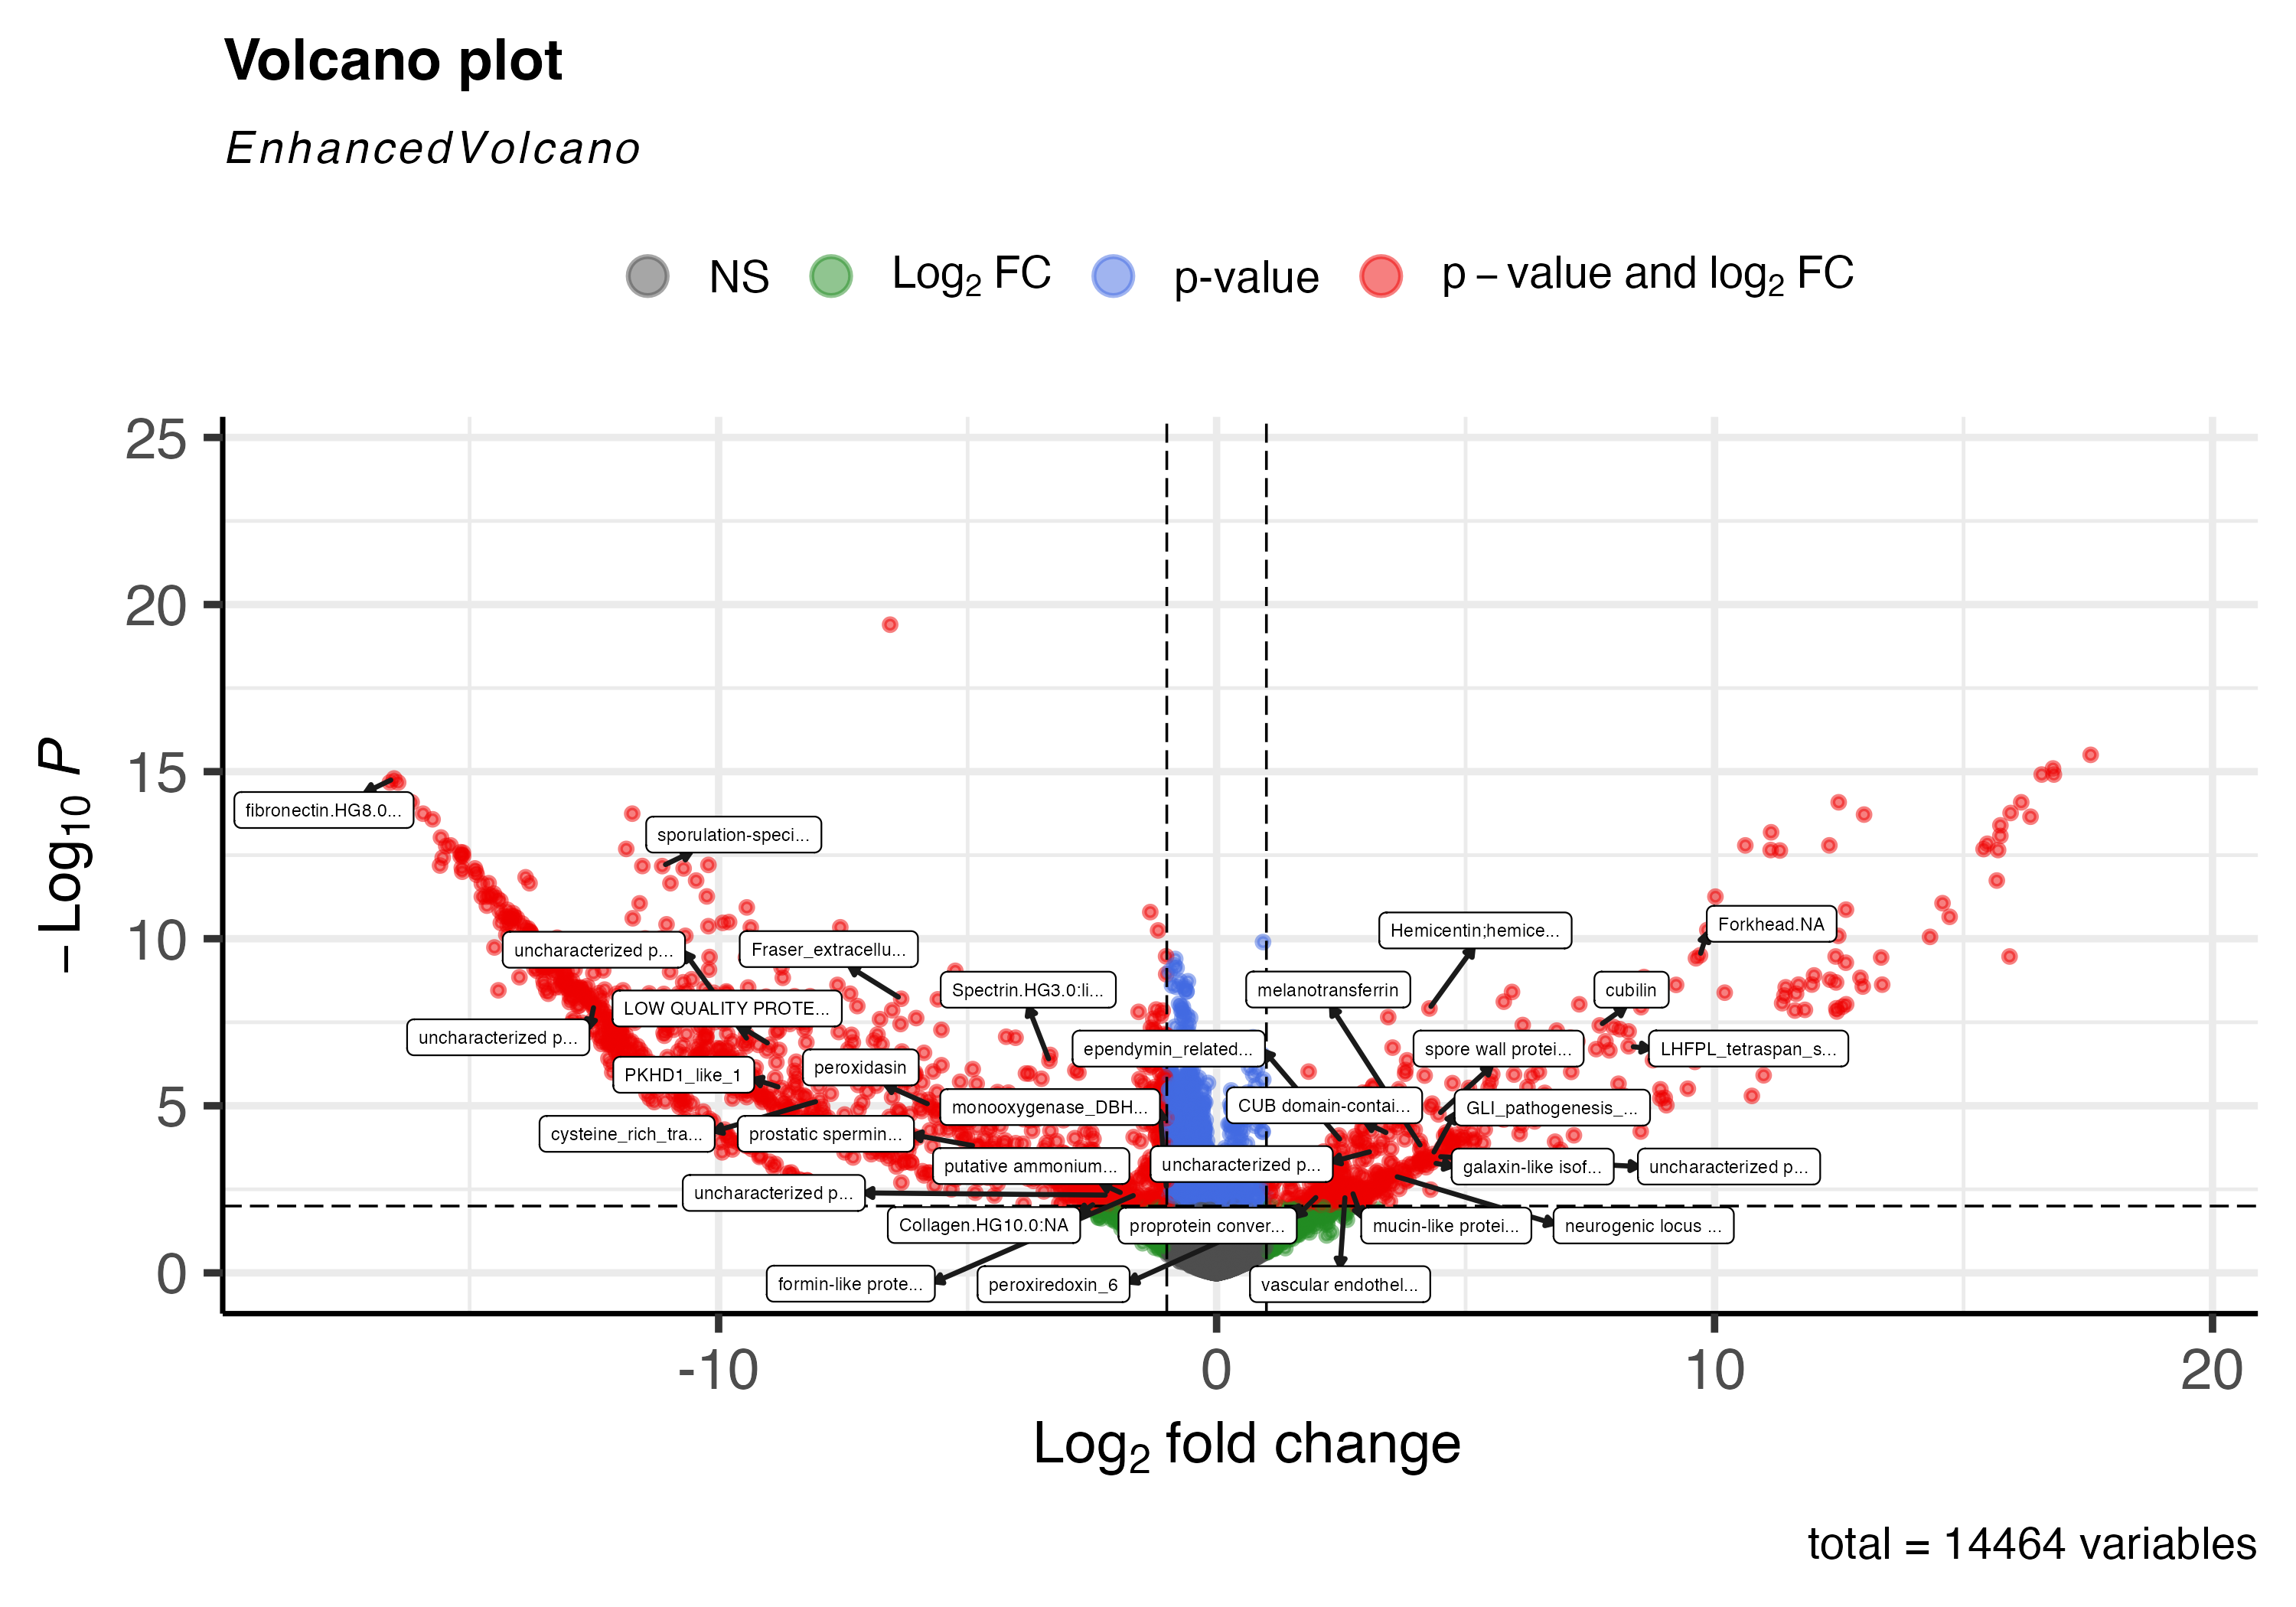 Volcano plot
EnhancedVolcano
NS Log2 FC p-value p – value and log2 FC
25
20
15
10
5
0
– Log10 P
fibronectin.HG8.0...
sporulation-speci...
Forkhead.NA
Hemicentin;hemice...
uncharacterized p...
Fraser_extracellu...
Spectrin.HG3.0:li...
melanotransferrin
cubilin
LOW QUALITY PROTE...
uncharacterized p...
ependymin_related...
spore wall protei...
LHFPL_tetraspan_s...
peroxidasin
PKHD1_like_1
monooxygenase_DBH...
CUB domain-contai...
GLI_pathogenesis_...
cysteine_rich_tra...
prostatic spermin...
putative ammonium...
uncharacterized p...
galaxin-like isof...
uncharacterized p...
uncharacterized p...
Collagen.HG10.0:NA
proprotein conver...
mucin-like protei...
neurogenic locus ...
formin-like prote...
peroxiredoxin_6
vascular endothel...
-10 0 10 20
Log2 fold change
total = 14464 variables